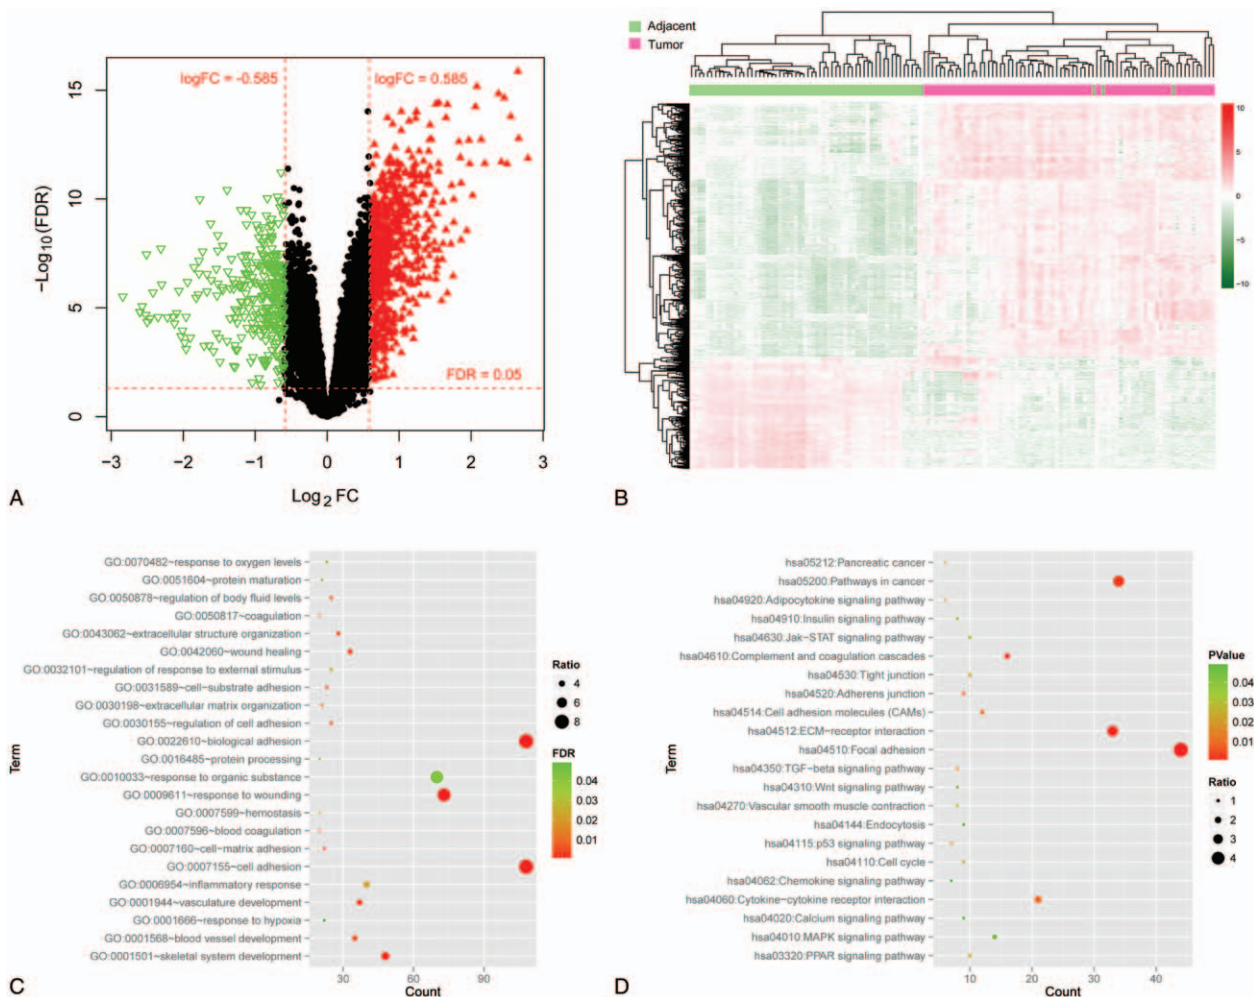 logFC = -0.585
logFC = 0.585
FDR = 0.05
−Log10(FDR)
15
10
5
0
−3 −2 −1 0 1 2 3
Log2 FC
A
Adjacent
Tumor
10
5
0
−5
−10
B
GO:0070482~response to oxygen levels
GO:0051604~protein maturation
GO:0050878~regulation of body fluid levels
GO:0050817~coagulation
GO:0043062~extracellular structure organization
GO:0042060~wound healing
GO:0032101~regulation of response to external stimulus
GO:0031589~cell−substrate adhesion
GO:0030198~extracellular matrix organization
GO:0030155~regulation of cell adhesion
GO:0022610~biological adhesion
GO:0016485~protein processing
GO:0010033~response to organic substance
GO:0009611~response to wounding
GO:0007599~hemostasis
GO:0007596~blood coagulation
GO:0007160~cell−matrix adhesion
GO:0007155~cell adhesion
GO:0006954~inflammatory response
GO:0001944~vasculature development
GO:0001666~response to hypoxia
GO:0001568~blood vessel development
GO:0001501~skeletal system development
Term
30 60 90
Count
Ratio
4
6
8
FDR
0.04
0.03
0.02
0.01
C
hsa05212:Pancreatic cancer
hsa05200:Pathways in cancer
hsa04920:Adipocytokine signaling pathway
hsa04910:Insulin signaling pathway
hsa04630:Jak−STAT signaling pathway
hsa04610:Complement and coagulation cascades
hsa04530:Tight junction
hsa04520:Adherens junction
hsa04514:Cell adhesion molecules (CAMs)
hsa04512:ECM−receptor interaction
hsa04510:Focal adhesion
hsa04350:TGF−beta signaling pathway
hsa04310:Wnt signaling pathway
hsa04270:Vascular smooth muscle contraction
hsa04144:Endocytosis
hsa04115:p53 signaling pathway
hsa04110:Cell cycle
hsa04062:Chemokine signaling pathway
hsa04060:Cytokine−cytokine receptor interaction
hsa04020:Calcium signaling pathway
hsa04010:MAPK signaling pathway
hsa03320:PPAR signaling pathway
Term
10 20 30 40
Count
PValue
0.04
0.03
0.02
0.01
Ratio
1
2
3
4
D